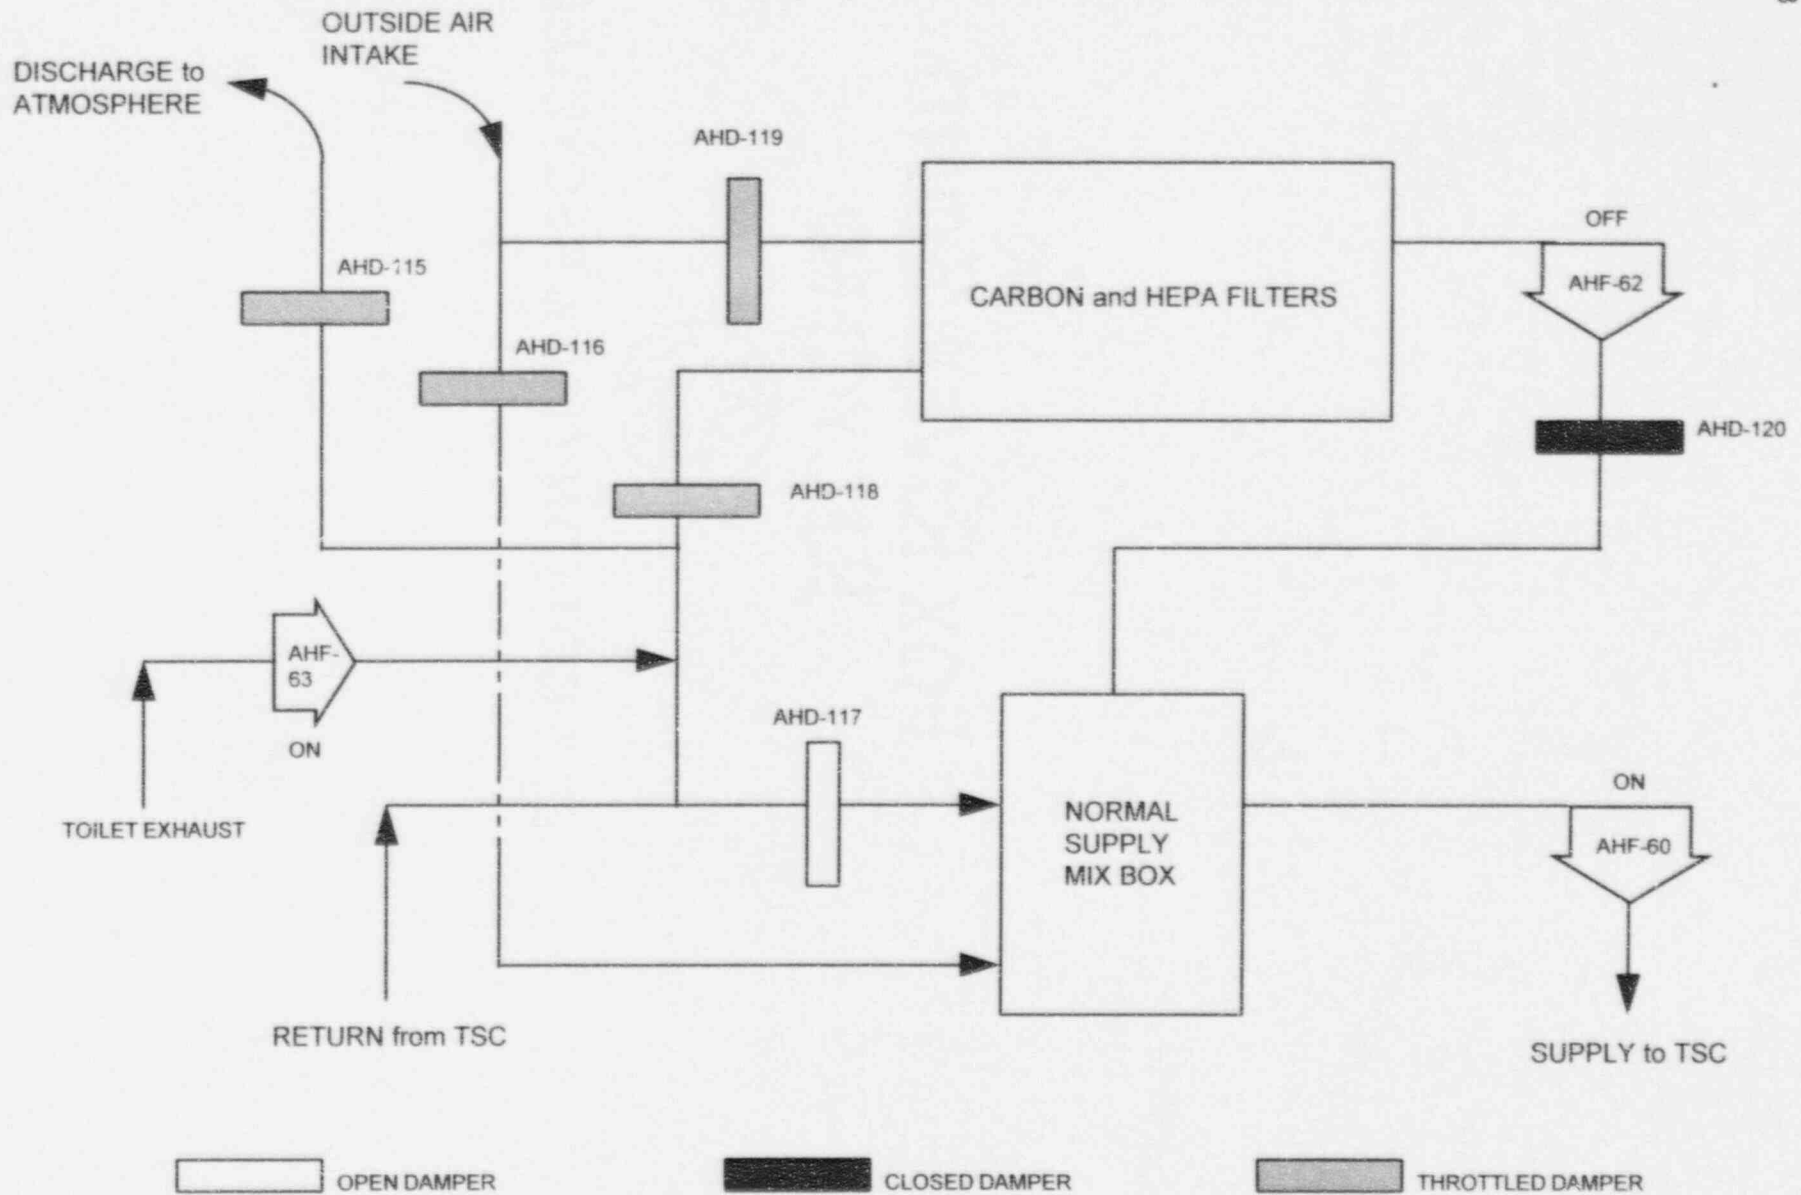 OUTSIDE AIR
INTAKE
DISCHARGE to
ATMOSPHERE
AHD-119
OFF
AHF-62
AHD-115
CARBON and HEPA FILTERS
AHD-116
AHD-120
AHD-118
AHF-
63
ON
AHD-117
TOILET EXHAUST
NORMAL
SUPPLY
MIX BOX
ON
AHF-60
RETURN from TSC
SUPPLY to TSC
OPEN DAMPER
CLOSED DAMPER
THROTTLED DAMPER